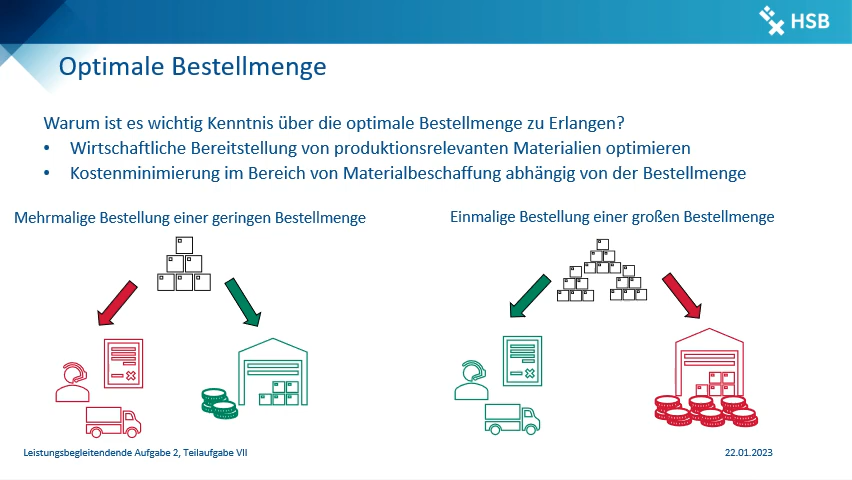 HSB
Optimale Bestellmenge
Warum ist es wichtig Kenntnis über die optimale Bestellmenge zu Erlangen?
• Wirtschaftliche Bereitstellung von produktionsrelevanten Materialien optimieren
• Kostenminimierung im Bereich von Materialbeschaffung abhängig von der Bestellmenge
Mehrmalige Bestellung einer geringen Bestellmenge
Einmalige Bestellung einer großen Bestellmenge
Leistungsbegleitendende Aufgabe 2, Teilaufgabe VII
22.01.2023